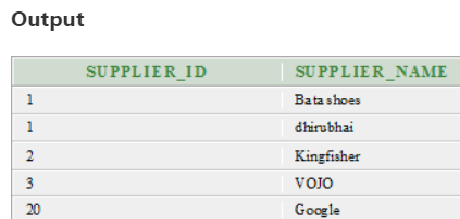 Output
SUPPLIER_ID SUPPLIER_NAME
1 Bata shoes
1 dhirubhai
2 Kingfisher
3 VOJO
20 Google